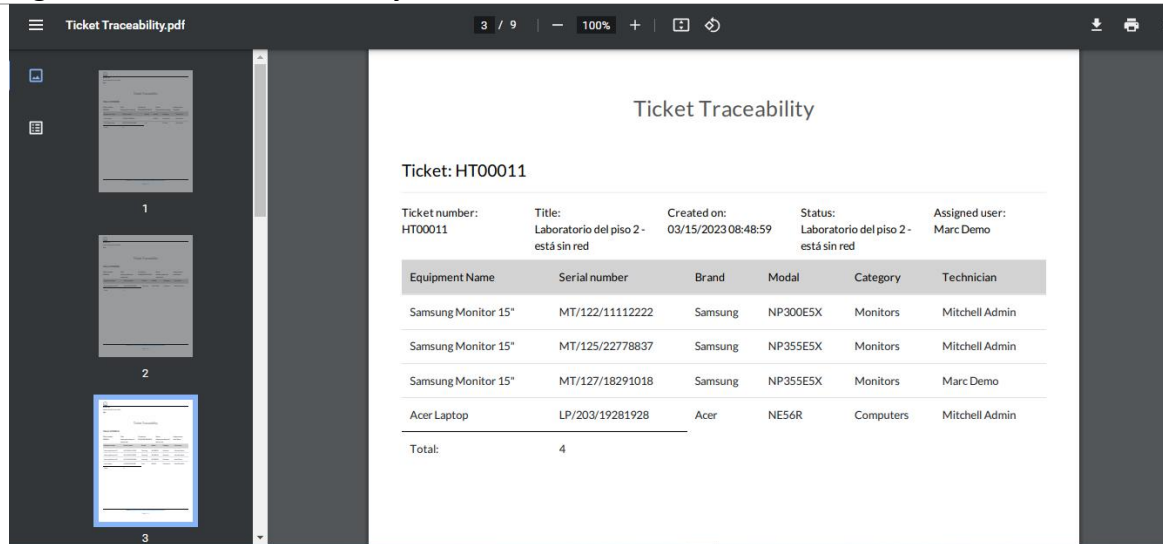 Ticket Traceability.pdf
3 / 9
100%
1
2
3
Ticket Traceability
Ticket: HT00011
Ticket number: Title: Created on: Status: Assigned user:
HT00011 Laboratorio del piso 2 - 03/15/2023 08:48:59 Laboratorio del piso 2 - Marc Demo
está sin red está sin red
Equipment Name Serial number Brand Modal Category Technician
Samsung Monitor 15" MT/122/11112222 Samsung NP300E5X Monitors Mitchell Admin
Samsung Monitor 15" MT/125/22778837 Samsung NP355E5X Monitors Mitchell Admin
Samsung Monitor 15" MT/127/18291018 Samsung NP355E5X Monitors Marc Demo
Acer Laptop LP/203/19281928 Acer NE56R Computers Mitchell Admin
Total: 4